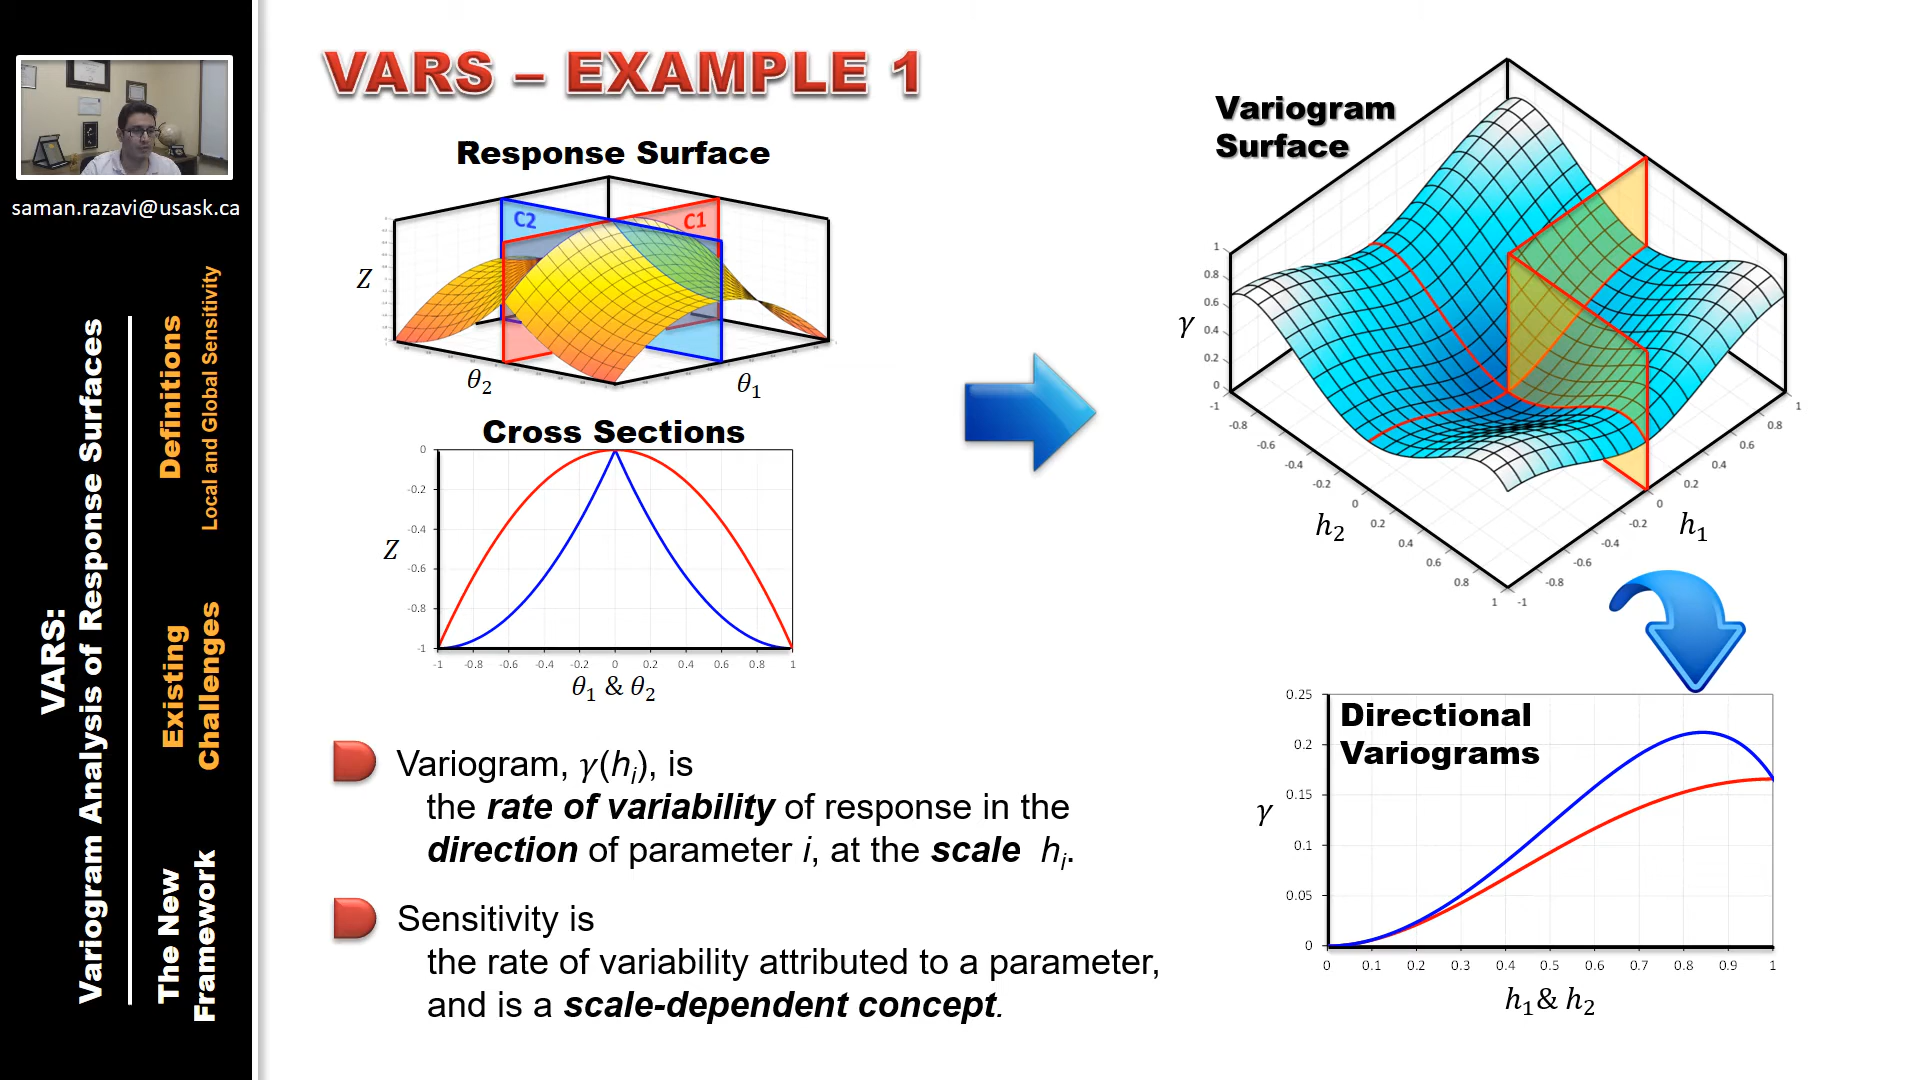 saman.razavi@usask.ca
VARS:
Variogram Analysis of Response Surfaces
Definitions
Local and Global Sensitivity
Existing
Challenges
The New
Framework
VARS – EXAMPLE 1
Response Surface
C2
C1
Z
θ2
θ1
Cross Sections
0
-0.2
-0.4
-0.6
-0.8
-1
Z
-1 -0.8 -0.6 -0.4 -0.2 0 0.2 0.4 0.6 0.8 1
θ1 & θ2
Variogram, γ(hi), is
the rate of variability of response in the
direction of parameter i, at the scale hi.
Sensitivity is
the rate of variability attributed to a parameter,
and is a scale-dependent concept.
Variogram
Surface
1
0.8
0.6
0.4
0.2
0
γ
-1 -0.8 -0.6 -0.4 -0.2 0 0.2 0.4 0.6 0.8 1
h2
-1 -0.8 -0.6 -0.4 -0.2 0 0.2 0.4 0.6 0.8 1
h1
Directional
Variograms
0.25
0.2
0.15
0.1
0.05
0
γ
0 0.1 0.2 0.3 0.4 0.5 0.6 0.7 0.8 0.9 1
h1 & h2